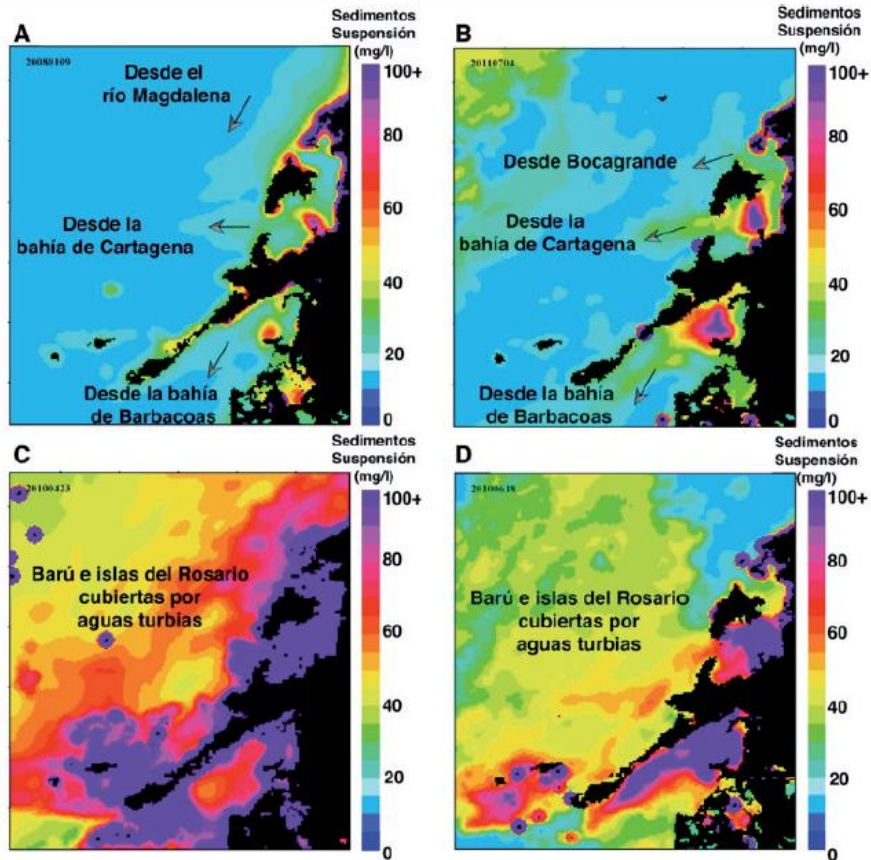 A
Sedimentos
Suspensión
(mg/l)
20080109
Desde el
río Magdalena
Desde la
bahía de Cartagena
Desde la bahía
de Barbacoas
100+
80
60
40
20
0
B
Sedimentos
Suspensión
(mg/l)
20110704
Desde Bocagrande
Desde la
bahía de Cartagena
Desde la bahía
de Barbacoas
100+
80
60
40
20
0
C
Sedimentos
Suspensión
(mg/l)
20100423
Barú e islas del Rosario
cubiertas por
aguas turbias
100+
80
60
40
20
0
D
Sedimentos
Suspensión
(mg/l)
20100618
Barú e islas del Rosario
cubiertas por
aguas turbias
100+
80
60
40
20
0